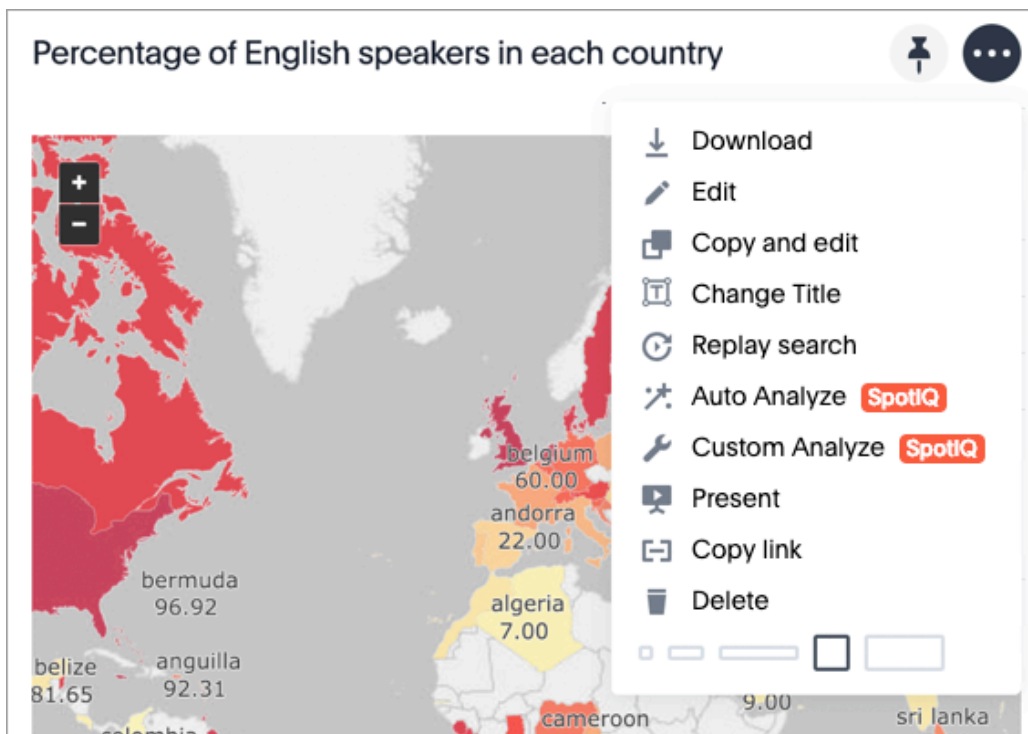 Percentage of English speakers in each country
Download
Edit
Copy and edit
Change Title
Replay search
Auto Analyze SpotIQ
Custom Analyze SpotIQ
Present
Copy link
Delete
+
−
belgium
60.00
andorra
22.00
bermuda
96.92
algeria
7.00
belize
81.65
anguilla
92.31
9.00
cameroon
sri lanka
colombia